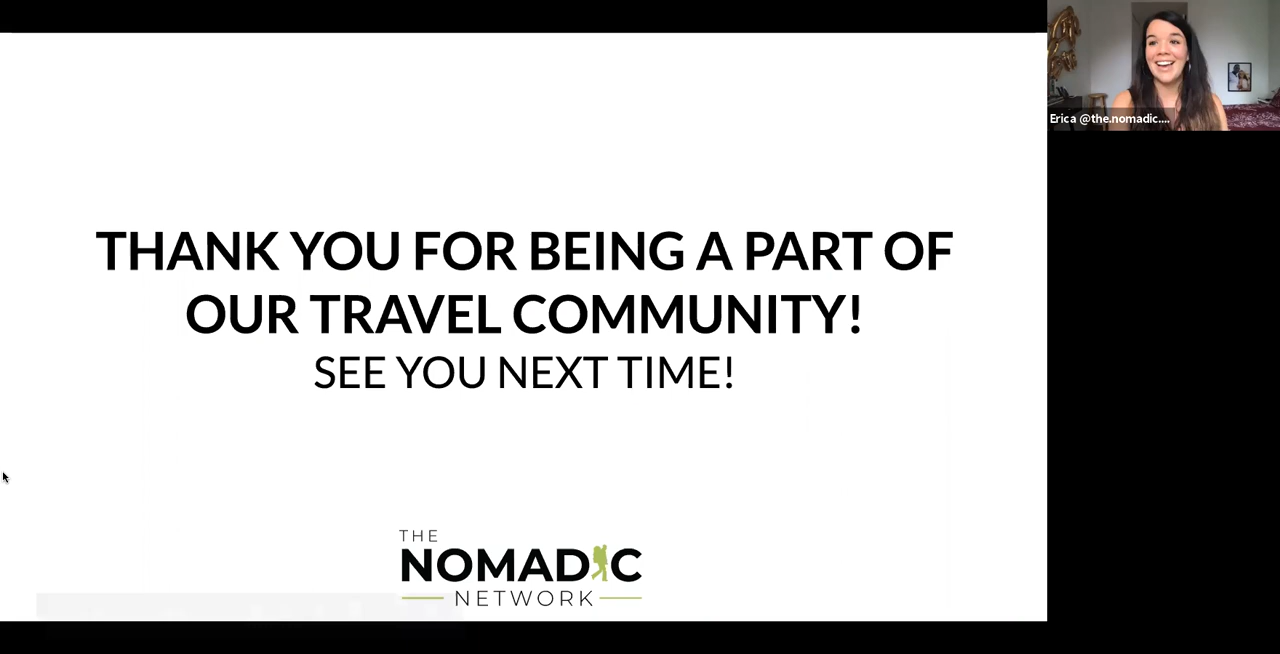 THANK YOU FOR BEING A PART OF
OUR TRAVEL COMMUNITY!
SEE YOU NEXT TIME!
THE
NOMADIC
NETWORK
Erica @the.nomadic....